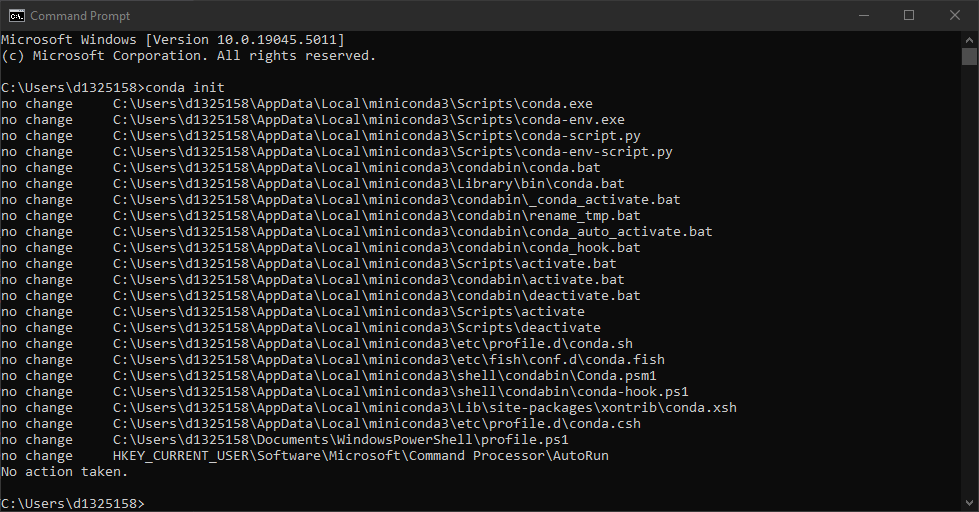 Command Prompt
Microsoft Windows [Version 10.0.19045.5011]
(c) Microsoft Corporation. All rights reserved.
C:\Users\d1325158>conda init
no change     C:\Users\d1325158\AppData\Local\miniconda3\Scripts\conda.exe
no change     C:\Users\d1325158\AppData\Local\miniconda3\Scripts\conda-env.exe
no change     C:\Users\d1325158\AppData\Local\miniconda3\Scripts\conda-script.py
no change     C:\Users\d1325158\AppData\Local\miniconda3\Scripts\conda-env-script.py
no change     C:\Users\d1325158\AppData\Local\miniconda3\condabin\conda.bat
no change     C:\Users\d1325158\AppData\Local\miniconda3\Library\bin\conda.bat
no change     C:\Users\d1325158\AppData\Local\miniconda3\condabin\_conda_activate.bat
no change     C:\Users\d1325158\AppData\Local\miniconda3\condabin\rename_tmp.bat
no change     C:\Users\d1325158\AppData\Local\miniconda3\condabin\conda_auto_activate.bat
no change     C:\Users\d1325158\AppData\Local\miniconda3\condabin\conda_hook.bat
no change     C:\Users\d1325158\AppData\Local\miniconda3\Scripts\activate.bat
no change     C:\Users\d1325158\AppData\Local\miniconda3\condabin\activate.bat
no change     C:\Users\d1325158\AppData\Local\miniconda3\condabin\deactivate.bat
no change     C:\Users\d1325158\AppData\Local\miniconda3\Scripts\activate
no change     C:\Users\d1325158\AppData\Local\miniconda3\Scripts\deactivate
no change     C:\Users\d1325158\AppData\Local\miniconda3\etc\profile.d\conda.sh
no change     C:\Users\d1325158\AppData\Local\miniconda3\etc\fish\conf.d\conda.fish
no change     C:\Users\d1325158\AppData\Local\miniconda3\shell\condabin\Conda.psm1
no change     C:\Users\d1325158\AppData\Local\miniconda3\shell\condabin\conda-hook.ps1
no change     C:\Users\d1325158\AppData\Local\miniconda3\Lib\site-packages\xontrib\conda.xsh
no change     C:\Users\d1325158\AppData\Local\miniconda3\etc\profile.d\conda.csh
no change     C:\Users\d1325158\Documents\WindowsPowerShell\profile.ps1
no change     HKEY_CURRENT_USER\Software\Microsoft\Command Processor\AutoRun
No action taken.
C:\Users\d1325158>